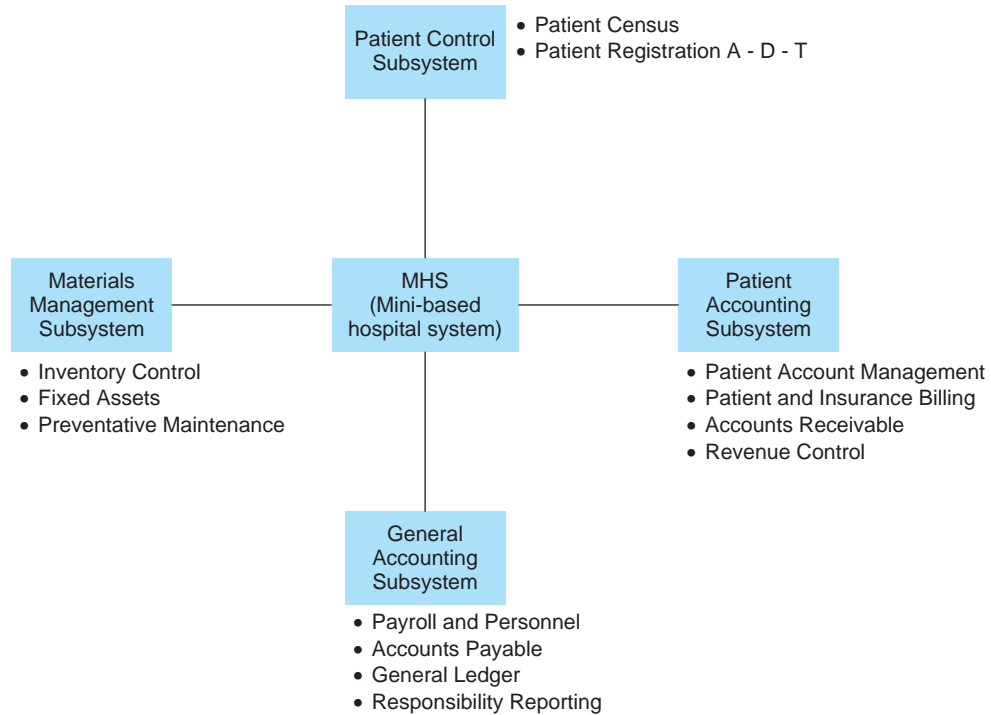 Patient Control
Subsystem
• Patient Census
• Patient Registration A - D - T
Materials
Management
Subsystem
• Inventory Control
• Fixed Assets
• Preventative Maintenance
MHS
(Mini-based
hospital system)
Patient
Accounting
Subsystem
• Patient Account Management
• Patient and Insurance Billing
• Accounts Receivable
• Revenue Control
General
Accounting
Subsystem
• Payroll and Personnel
• Accounts Payable
• General Ledger
• Responsibility Reporting